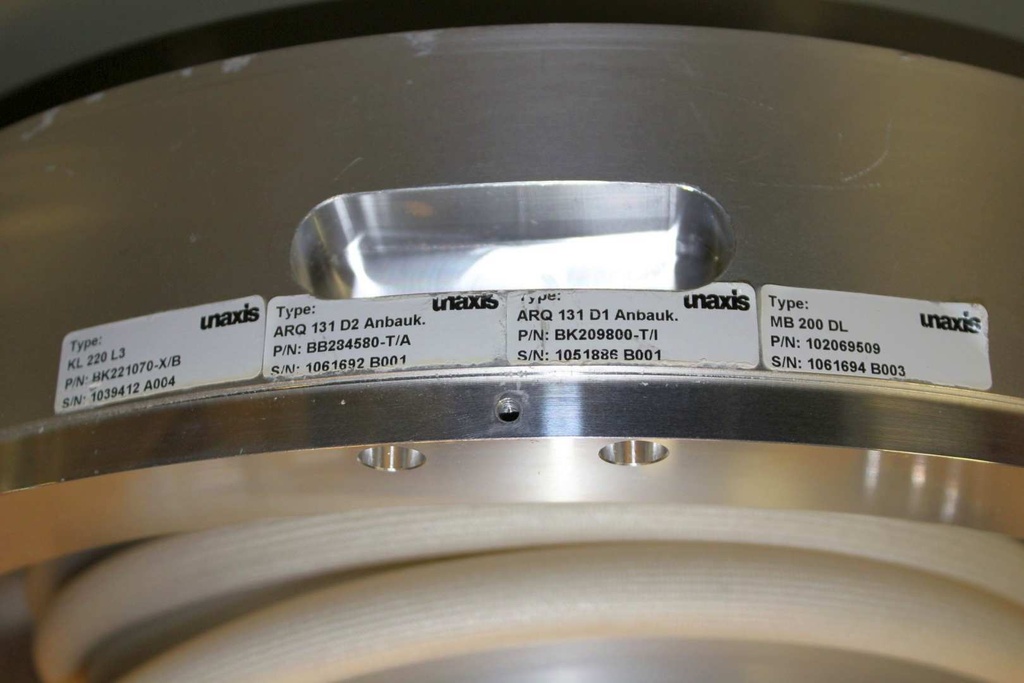 unaxis
Type:
KL 220 L3
P/N: BK221070-X/B
S/N: 1039412 A004
unaxis
Type:
ARQ 131 D2 Anbauk.
P/N: BB234580-T/A
S/N: 1061692 B001
unaxis
Type:
ARQ 131 D1 Anbauk.
P/N: BK209800-T/I
S/N: 1051886 B001
unaxis
Type:
MB 200 DL
P/N: 102069509
S/N: 1061694 B003